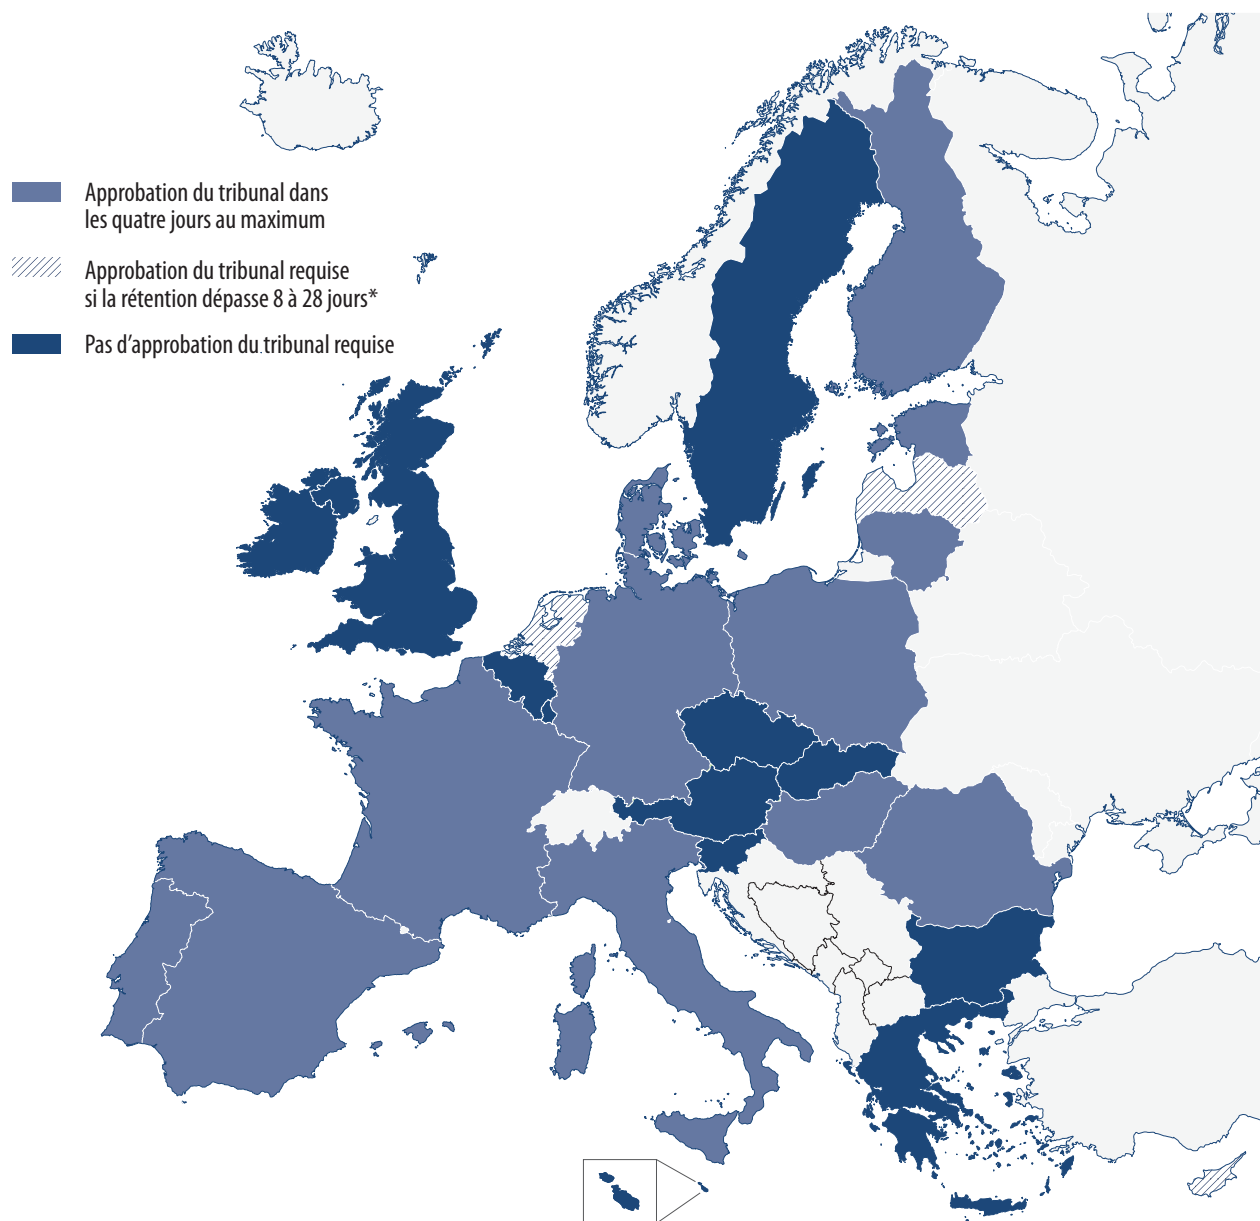 Approbation du tribunal dans
les quatre jours au maximum
Approbation du tribunal requise
si la rétention dépasse 8 à 28 jours*
Pas d’approbation du tribunal requise